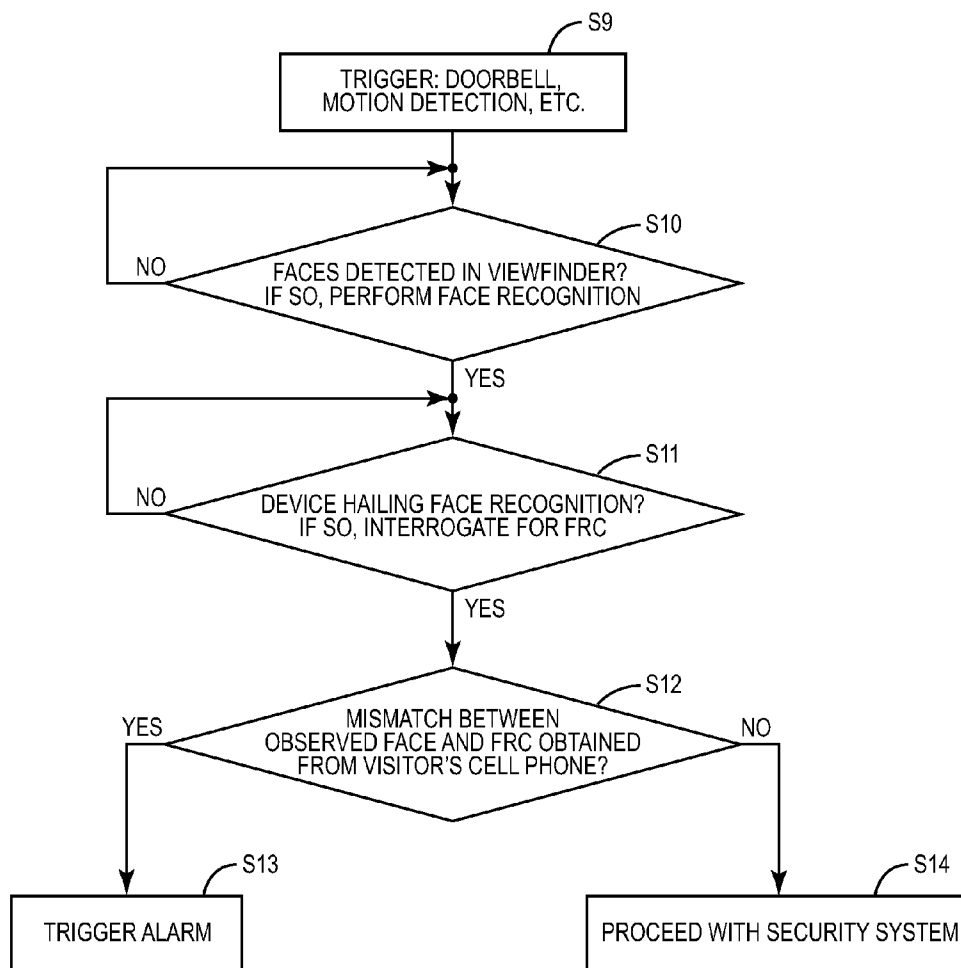 S9
TRIGGER: DOORBELL,
MOTION DETECTION, ETC.
S10
NO
FACES DETECTED IN VIEWFINDER?
IF SO, PERFORM FACE RECOGNITION
YES
S11
NO
DEVICE HAILING FACE RECOGNITION?
IF SO, INTERROGATE FOR FRC
YES
S12
YES
MISMATCH BETWEEN
OBSERVED FACE AND FRC OBTAINED
FROM VISITOR'S CELL PHONE?
NO
S13
TRIGGER ALARM
S14
PROCEED WITH SECURITY SYSTEM